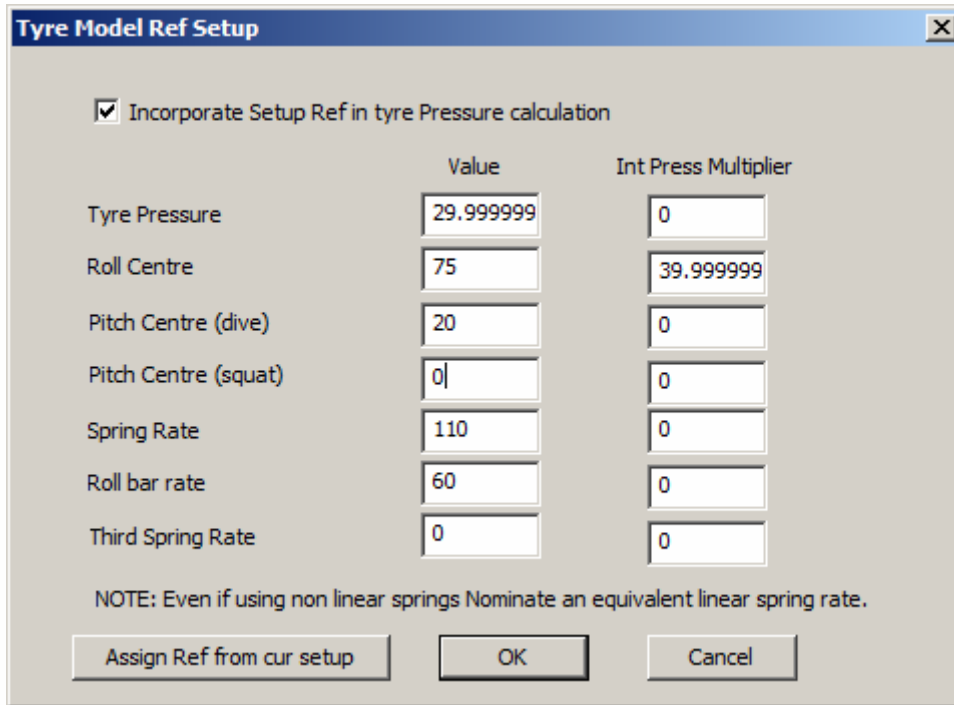 Tyre Model Ref Setup
Incorporate Setup Ref in tyre Pressure calculation
Value Int Press Multiplier
Tyre Pressure 29.999999 0
Roll Centre 75 39.999999
Pitch Centre (dive) 20 0
Pitch Centre (squat) 0 0
Spring Rate 110 0
Roll bar rate 60 0
Third Spring Rate 0 0
NOTE: Even if using non linear springs Nominate an equivalent linear spring rate.
Assign Ref from cur setup OK Cancel